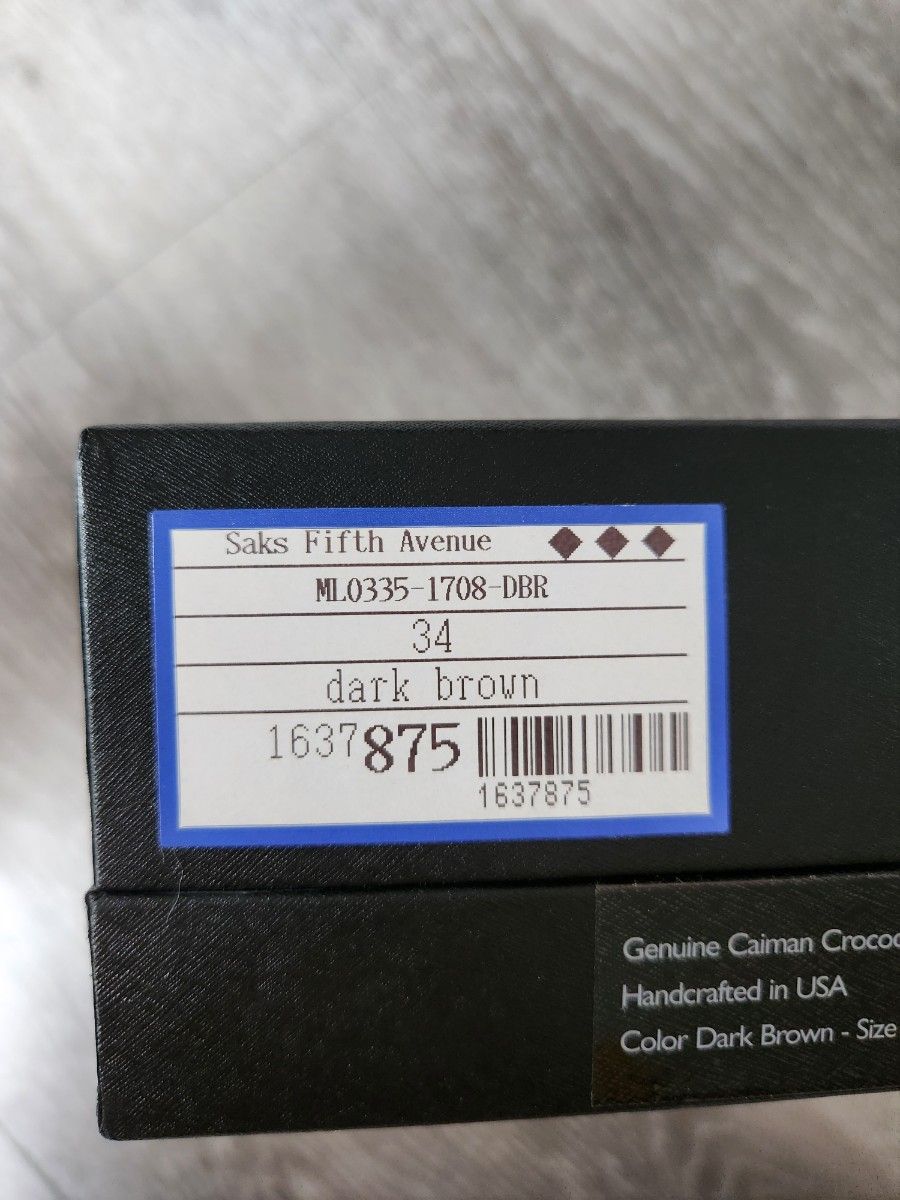 Saks Fifth Avenue ◆ ◆ ◆
ML0335-1708-DBR
34
dark brown
1637875
1637875
Genuine Caiman
Handcrafted in USA
Color Dark Brown - Size